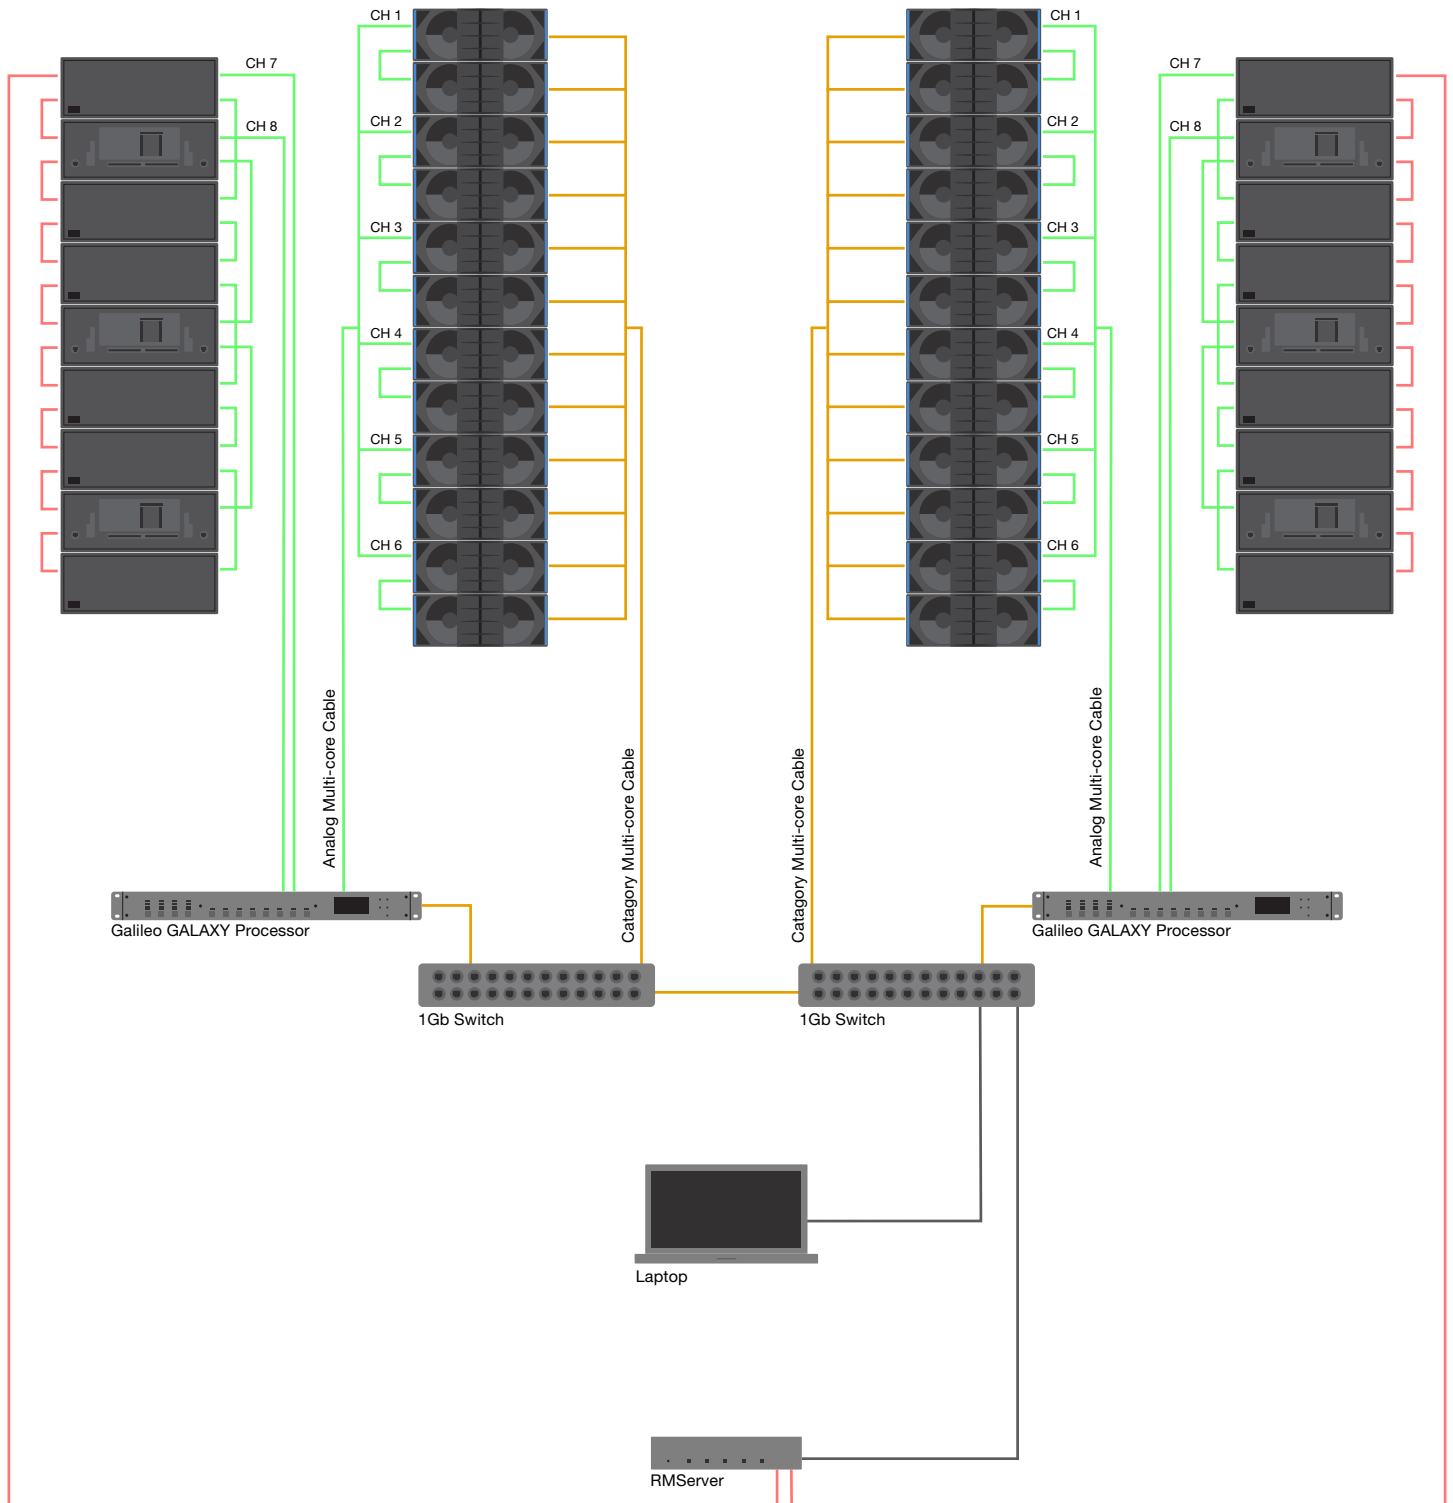 CH 1
CH 1
CH 7
CH 7
CH 2
CH 2
CH 8
CH 8
CH 3
CH 3
CH 4
CH 4
CH 5
CH 5
CH 6
CH 6
Analog Multi-core Cable
Catagory Multi-core Cable
Catagory Multi-core Cable
Analog Multi-core Cable
Galileo GALAXY Processor
Galileo GALAXY Processor
1Gb Switch
1Gb Switch
Laptop
RMServer